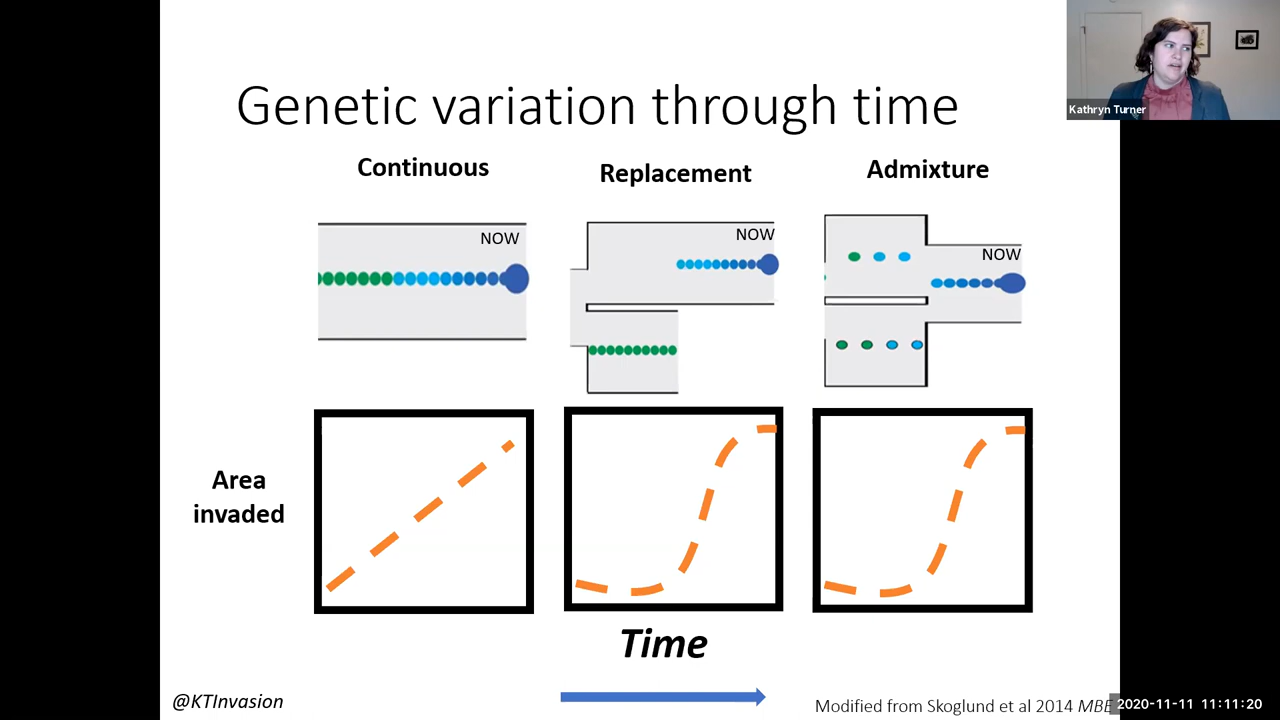 Genetic variation through time
Kathryn Turner
Continuous
Replacement
Admixture
NOW
NOW
NOW
Area
invaded
Time
@KTInvasion
Modified from Skoglund et al 2014 MBE
2020-11-11 11:11:20